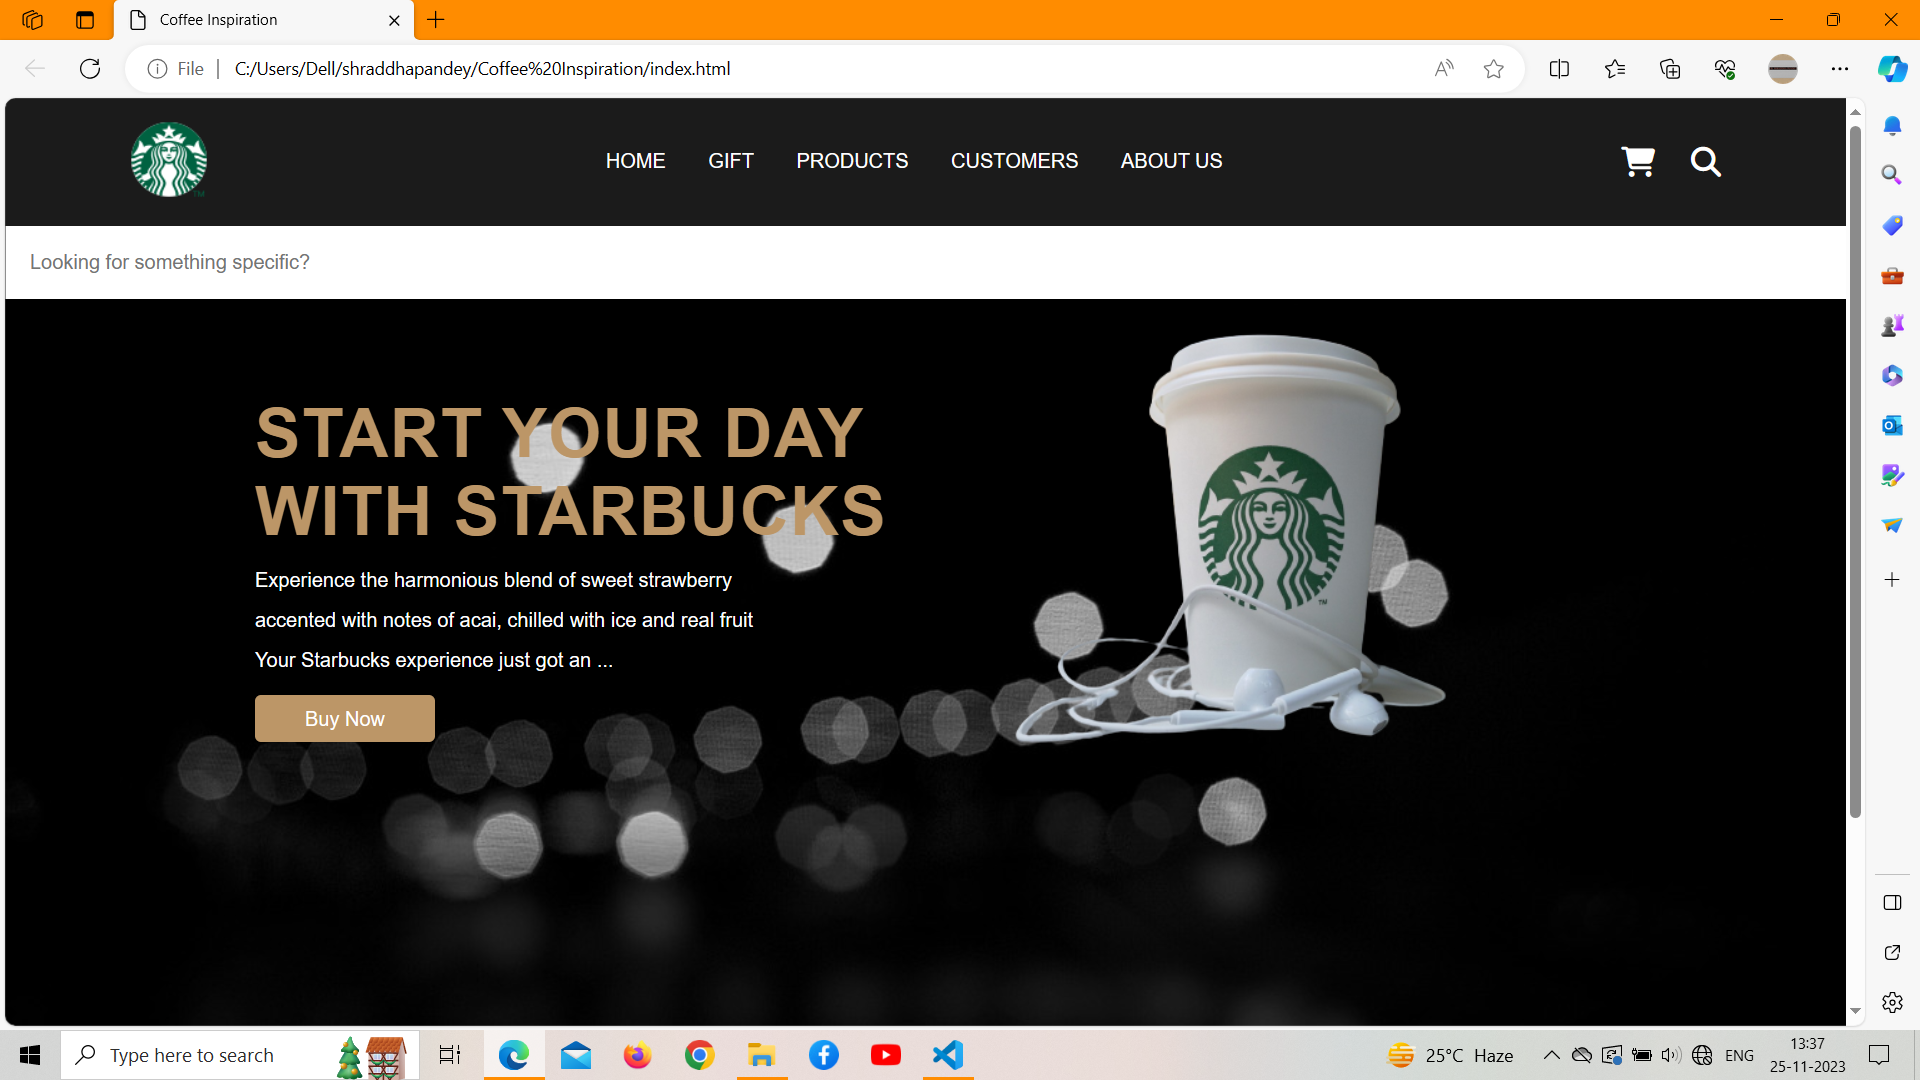 Coffee Inspiration
File
C:/Users/Dell/shraddhapandey/Coffee%20Inspiration/index.html
HOME GIFT PRODUCTS CUSTOMERS ABOUT US
Looking for something specific?
START YOUR DAY
WITH STARBUCKS
Experience the harmonious blend of sweet strawberry
accented with notes of acai, chilled with ice and real fruit
Your Starbucks experience just got an ...
Buy Now
TM
Type here to search
25°C Haze
ENG
13:37
25-11-2023